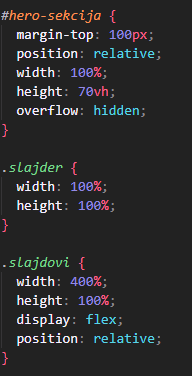 #hero-sekcija {
margin-top: 100px;
position: relative;
width: 100%;
height: 70vh;
overflow: hidden;
}
.slajder {
width: 100%;
height: 100%;
}
.slajdovi {
width: 400%;
height: 100%;
display: flex;
position: relative;
}